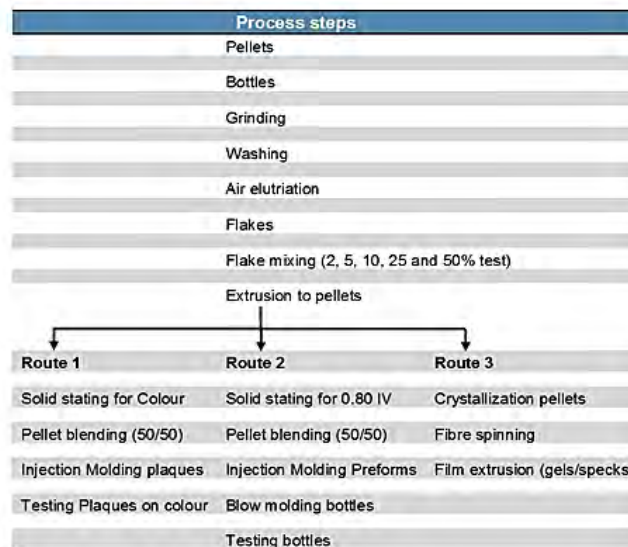 Process steps
Pellets
Bottles
Grinding
Washing
Air elutriation
Flakes
Flake mixing (2, 5, 10, 25 and 50% test)
Extrusion to pellets
Route 1 Route 2 Route 3
Solid stating for Colour Solid stating for 0.80 IV Crystallization pellets
Pellet blending (50/50) Pellet blending (50/50) Fibre spinning
Injection Molding plaques Injection Molding Preforms Film extrusion (gels/specks
Testing Plaques on colour Blow molding bottles
Testing bottles